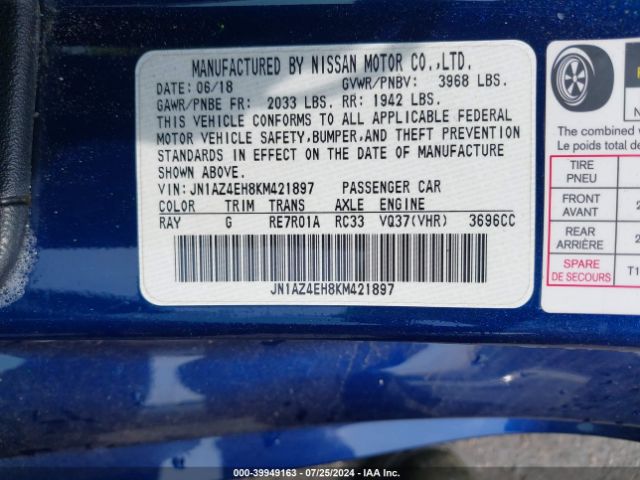 MANUFACTURED BY NISSAN MOTOR CO.,LTD.
DATE: 06/18 GVWR/PNBV: 3968 LBS.
GAWR/PNBE FR: 2033 LBS. RR: 1942 LBS.
THIS VEHICLE CONFORMS TO ALL APPLICABLE FEDERAL
MOTOR VEHICLE SAFETY,BUMPER,AND THEFT PREVENTION
STANDARDS IN EFFECT ON THE DATE OF MANUFACTURE
SHOWN ABOVE.
VIN: JN1AZ4EH8KM421897 PASSENGER CAR
COLOR TRIM TRANS AXLE ENGINE
RAY G RE7R01A RC33 VQ37(VHR) 3696CC
JN1AZ4EH8KM421897
The combined
Le poids total de
TIRE
PNEU
FRONT
AVANT
REAR
ARRIÈRE
SPARE
DE SECOURS
00-39949163 - 07/25/2024 - IAA Inc.